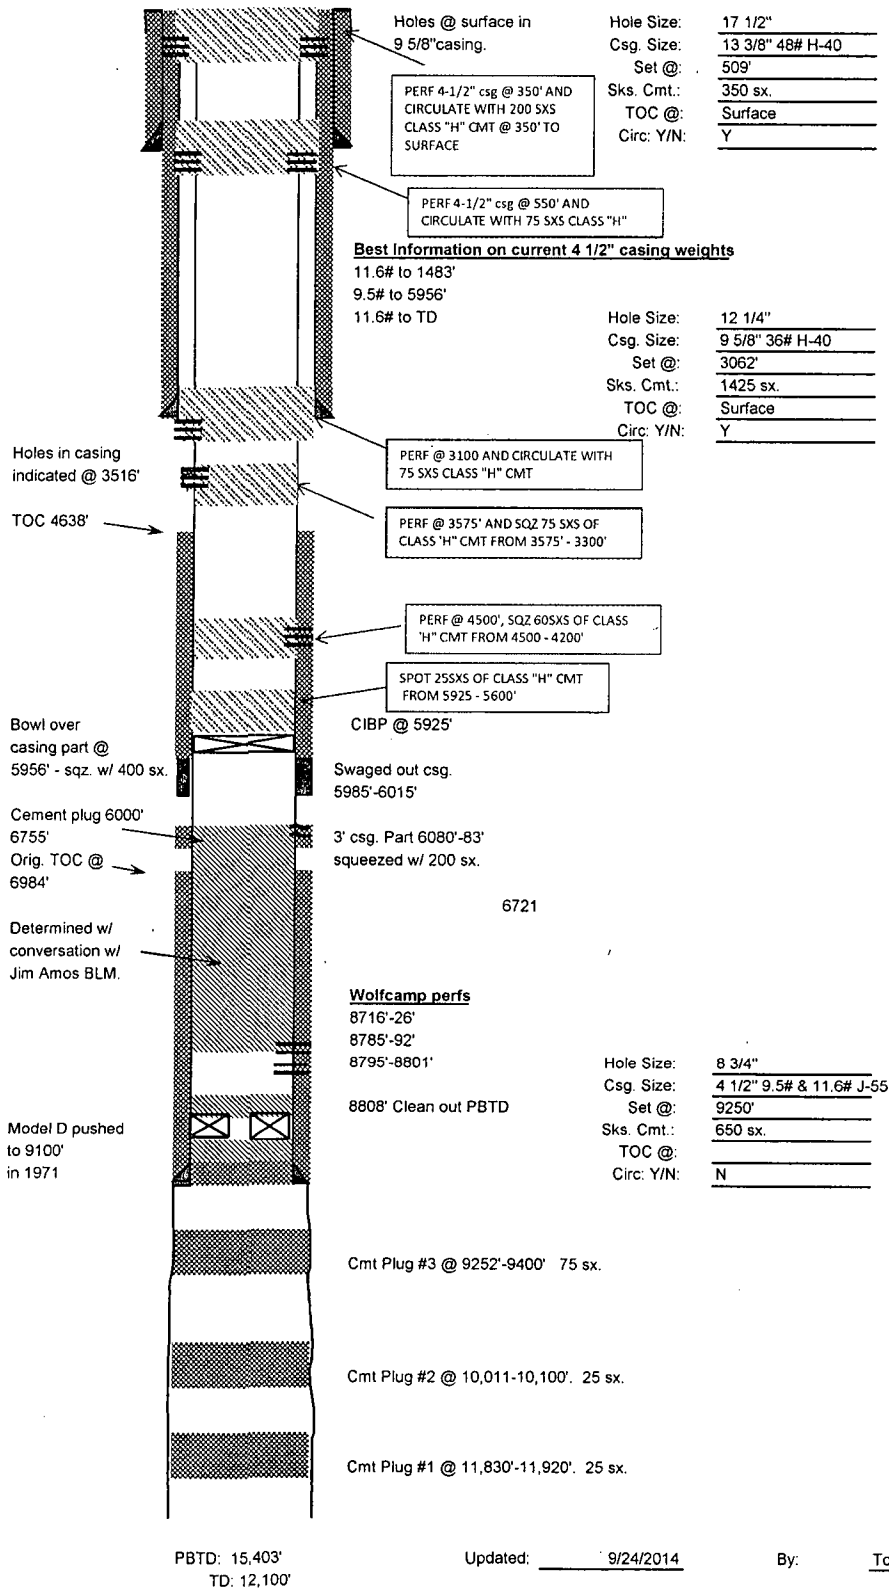 Holes @ surface in
9 5/8"casing.
Hole Size: 17 1/2"
Csg. Size: 13 3/8" 48# H-40
Set @: 509'
Sks. Cmt.: 350 sx.
TOC @: Surface
Circ: Y/N: Y
PERF 4-1/2" csg @ 350' AND
CIRCULATE WITH 200 SXS
CLASS "H" CMT @ 350' TO
SURFACE
PERF 4-1/2" csg @ 550' AND
CIRCULATE WITH 75 SXS CLASS "H"
Best Information on current 4 1/2" casing weights
11.6# to 1483'
9.5# to 5956'
11.6# to TD
Hole Size: 12 1/4"
Csg. Size: 9 5/8" 36# H-40
Set @: 3062'
Sks. Cmt.: 1425 sx.
TOC @: Surface
Circ: Y/N: Y
Holes in casing
indicated @ 3516'
PERF @ 3100 AND CIRCULATE WITH
75 SXS CLASS "H" CMT
TOC 4638'
PERF @ 3575' AND SQZ 75 SXS OF
CLASS 'H" CMT FROM 3575' - 3300'
PERF @ 4500', SQZ 60SXS OF CLASS
'H" CMT FROM 4500 - 4200'
SPOT 25SXS OF CLASS "H" CMT
FROM 5925 - 5600'
CIBP @ 5925'
Bowl over
casing part @
5956' - sqz. w/ 400 sx.
Swaged out csg.
5985'-6015'
Cement plug 6000'
6755'
3' csg. Part 6080'-83'
squeezed w/ 200 sx.
Orig. TOC @
6984'
6721
Determined w/
conversation w/
Jim Amos BLM.
Wolfcamp perfs
8716'-26'
8785'-92'
8795'-8801'
8808' Clean out PBTD
Hole Size: 8 3/4"
Csg. Size: 4 1/2" 9.5# & 11.6# J-55
Set @: 9250'
Sks. Cmt.: 650 sx.
TOC @:
Circ: Y/N: N
Model D pushed
to 9100'
in 1971
Cmt Plug #3 @ 9252'-9400' 75 sx.
Cmt Plug #2 @ 10,011-10,100'. 25 sx.
Cmt Plug #1 @ 11,830'-11,920'. 25 sx.
PBTD: 15,403'
TD: 12,100'
Updated: 9/24/2014
By: